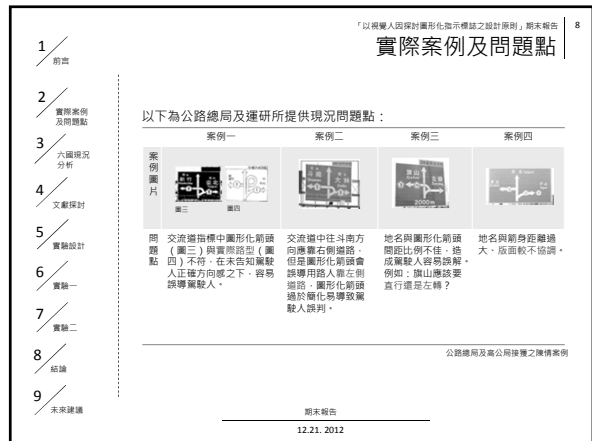 「以視覺人因探討圖形化指示標誌之設計原則」期末報告
8
實際案例及問題點
1
前言
2
實際案例
及問題點
3
六國現況
分析
4
文獻探討
5
實驗設計
6
實驗一
7
實驗二
8
結論
9
未來建議
以下為公路總局及運研所提供現況問題點：
案例一
案例二
案例三
案例四
案例圖片
圖三
圖四
斗南
大林
旗山
2000m
問題點
交流道指標中圖形化箭頭
（圖三）與實際路型（圖
四）不符，在未告知駕駛
人正確方向感之下，容易
誤導駕駛人。
交流道中往斗南方
向應靠右側道路，
但是圖形化箭頭會
誤導用路人靠左側
道路，圖形化箭頭
過於簡化易導致駕
駛人誤判。
地名與圖形化箭頭
間距比例不佳，造
成駕駛人容易誤解。
例如：旗山應該要
直行還是左轉？
地名與箭身距離過
大，版面較不協調。
公路總局及高公局接獲之陳情案例
期末報告
12.21. 2012